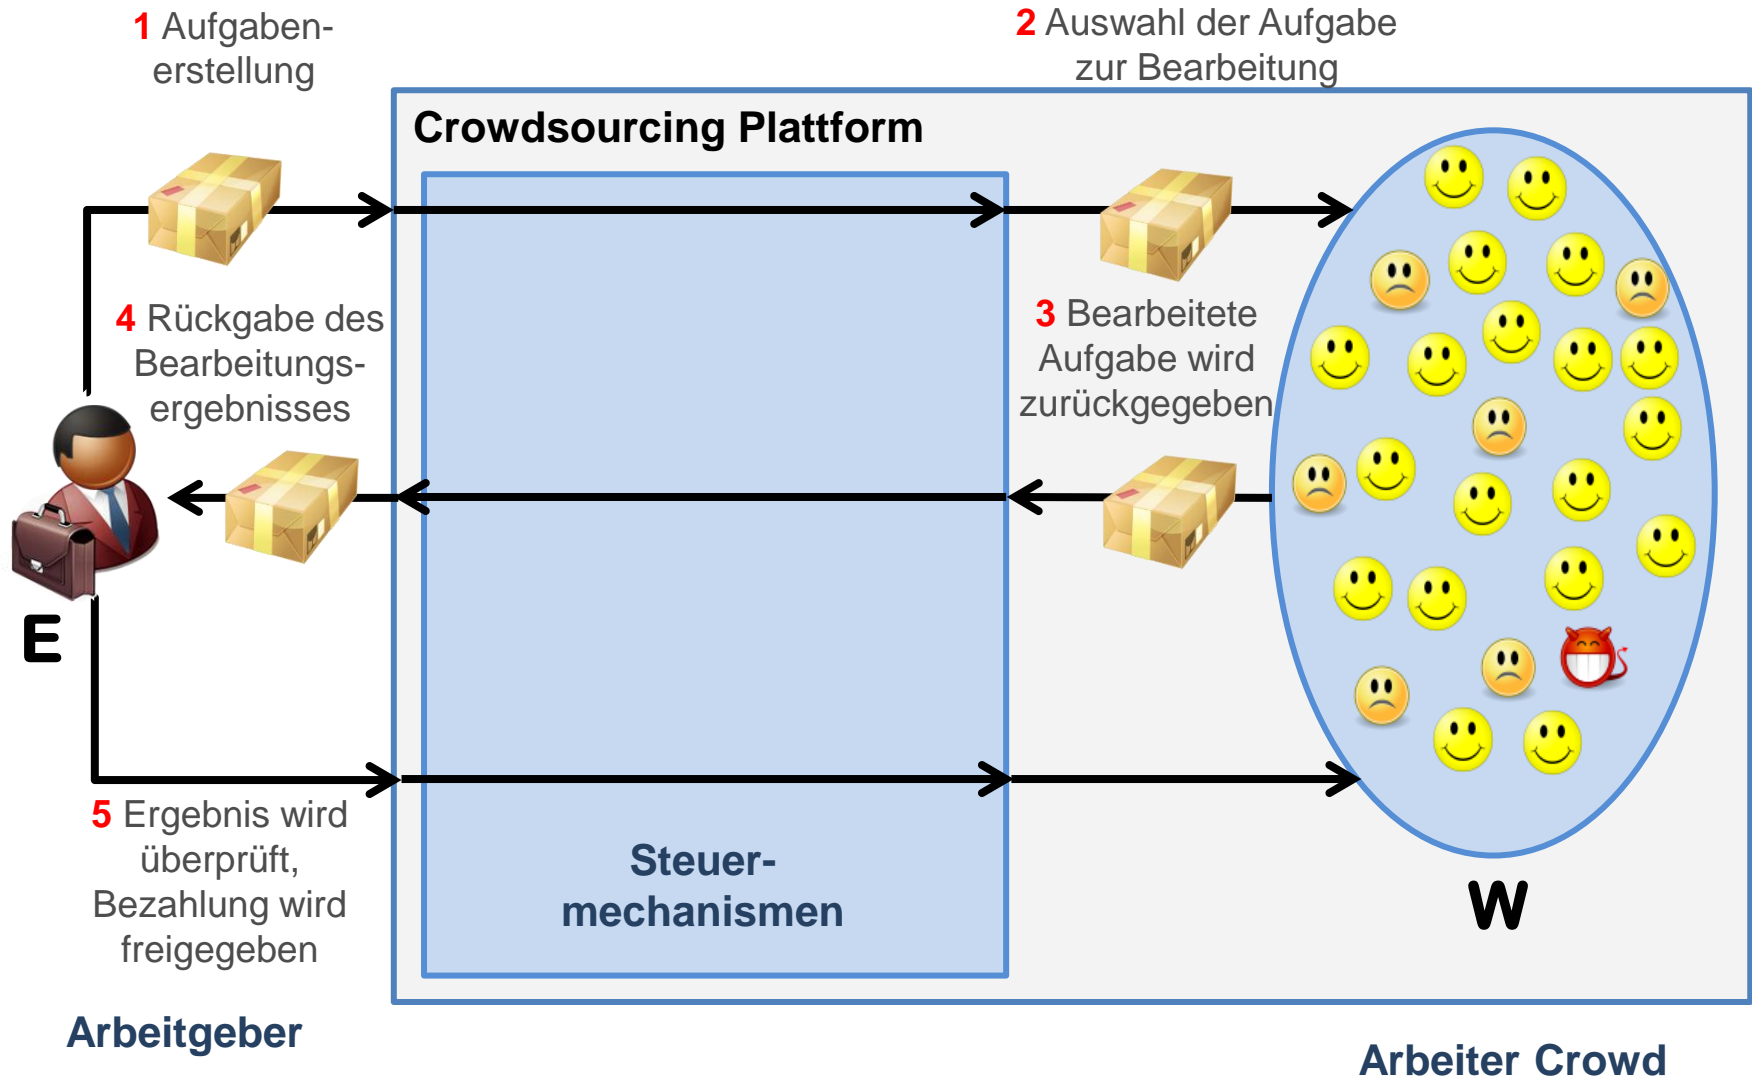 1 Aufgaben-
erstellung
2 Auswahl der Aufgabe
zur Bearbeitung
Crowdsourcing Plattform
4 Rückgabe des
Bearbeitungs-
ergebnisses
3 Bearbeitete
Aufgabe wird
zurückgegeben
E
5 Ergebnis wird
überprüft,
Bezahlung wird
freigegeben
Steuer-
mechanismen
W
Arbeitgeber
Arbeiter Crowd